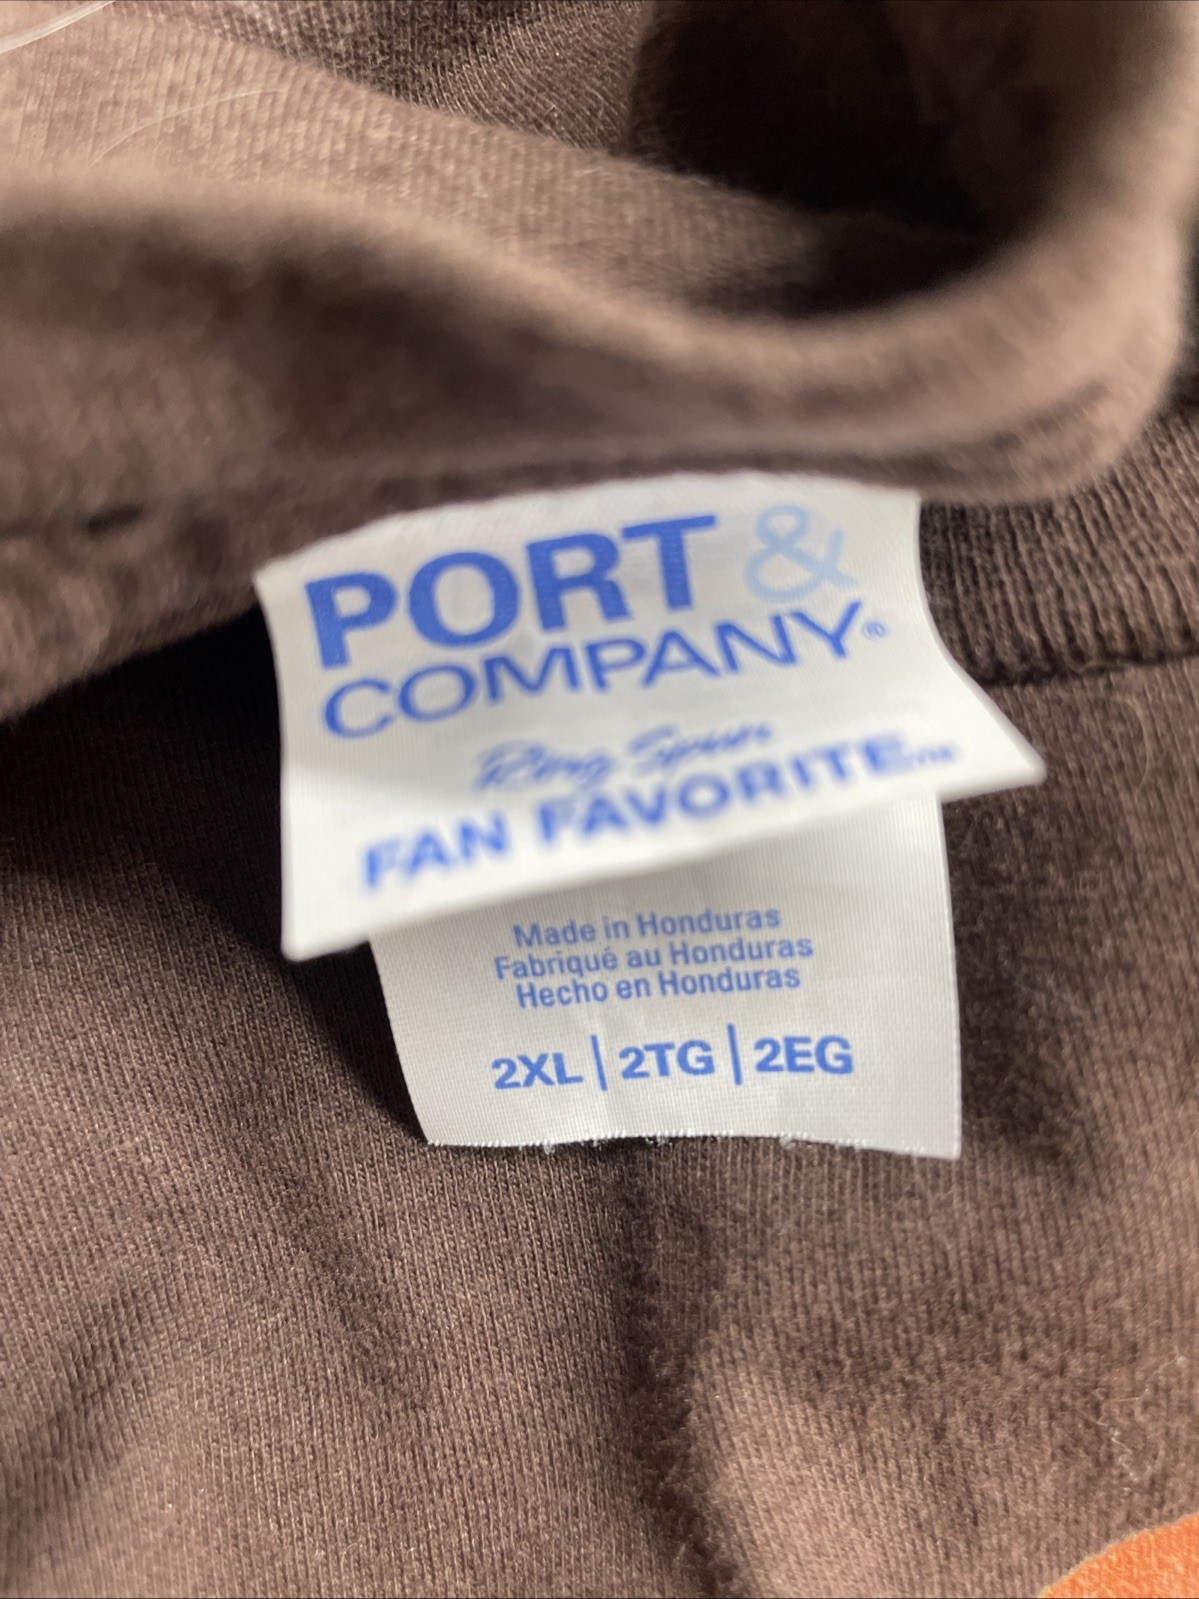 PORT &
COMPANY®
Ring Spun
FAN FAVORITE™
Made in Honduras
Fabriqué au Honduras
Hecho en Honduras
2XL | 2TG | 2EG